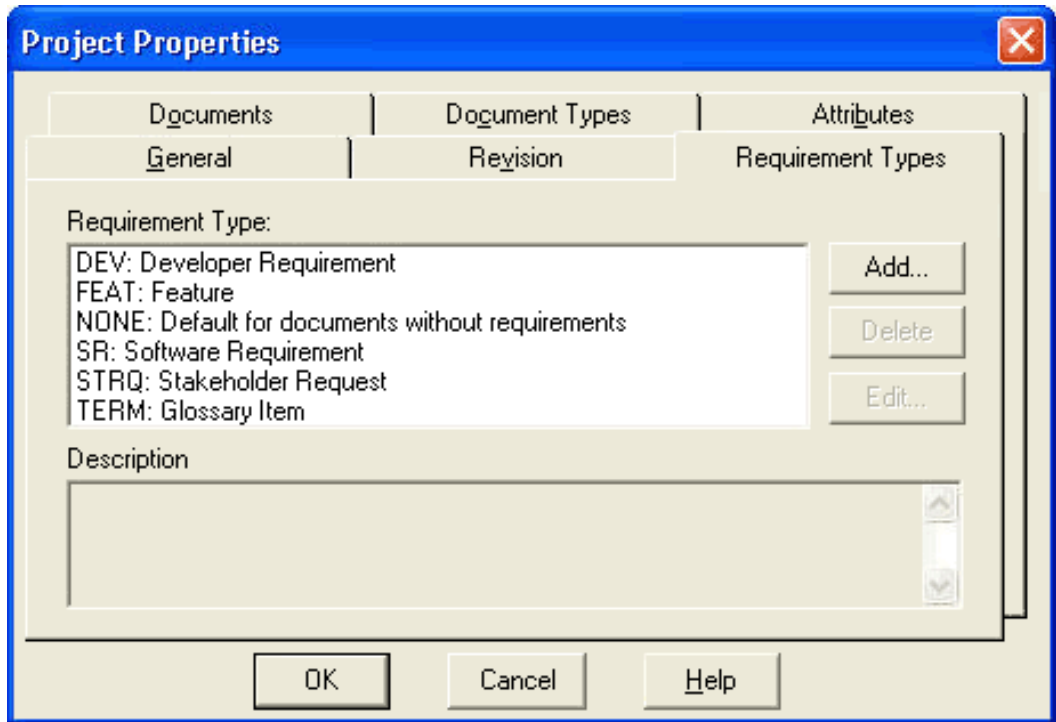 Project Properties
Documents Document Types Attributes
General Revision Requirement Types
Requirement Type:
DEV: Developer Requirement
FEAT: Feature
NONE: Default for documents without requirements
SR: Software Requirement
STRQ: Stakeholder Request
TERM: Glossary Item
Add...
Delete
Edit...
Description
OK Cancel Help